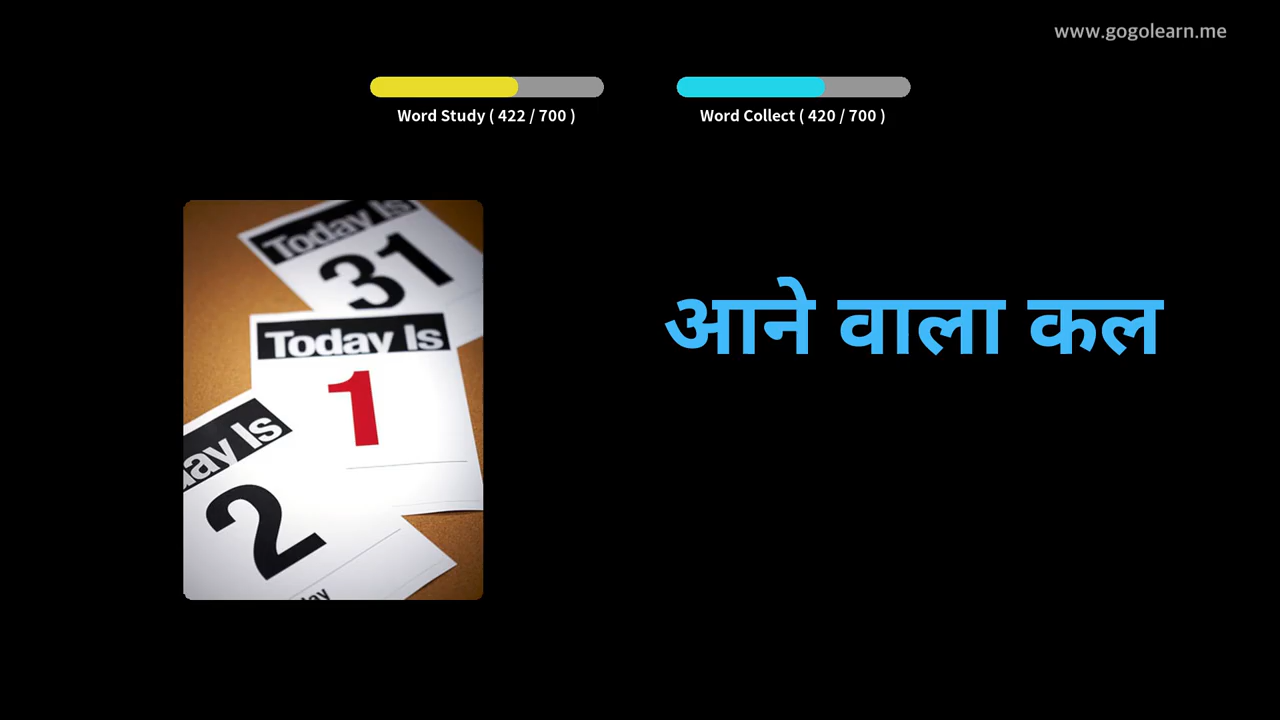 www.gogolearn.me
Word Study ( 422 / 700 )
Word Collect ( 420 / 700 )
Today Is
31
Today Is
1
ay Is
2
आने वाला कल